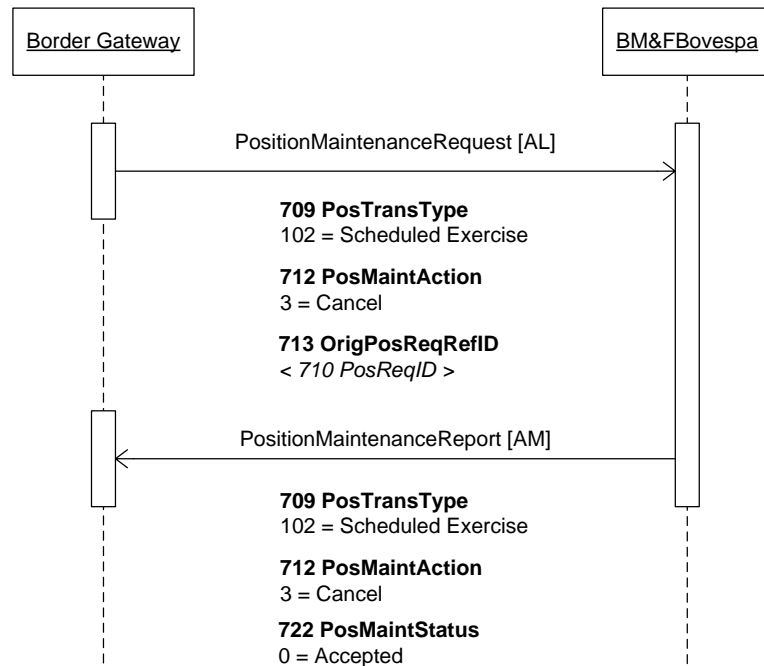 Border Gateway
BM&FBovespa
PositionMaintenanceRequest [AL]
709 PosTransType
102 = Scheduled Exercise
712 PosMaintAction
3 = Cancel
713 OrigPosReqRefID
< 710 PosReqID >
PositionMaintenanceReport [AM]
709 PosTransType
102 = Scheduled Exercise
712 PosMaintAction
3 = Cancel
722 PosMaintStatus
0 = Accepted